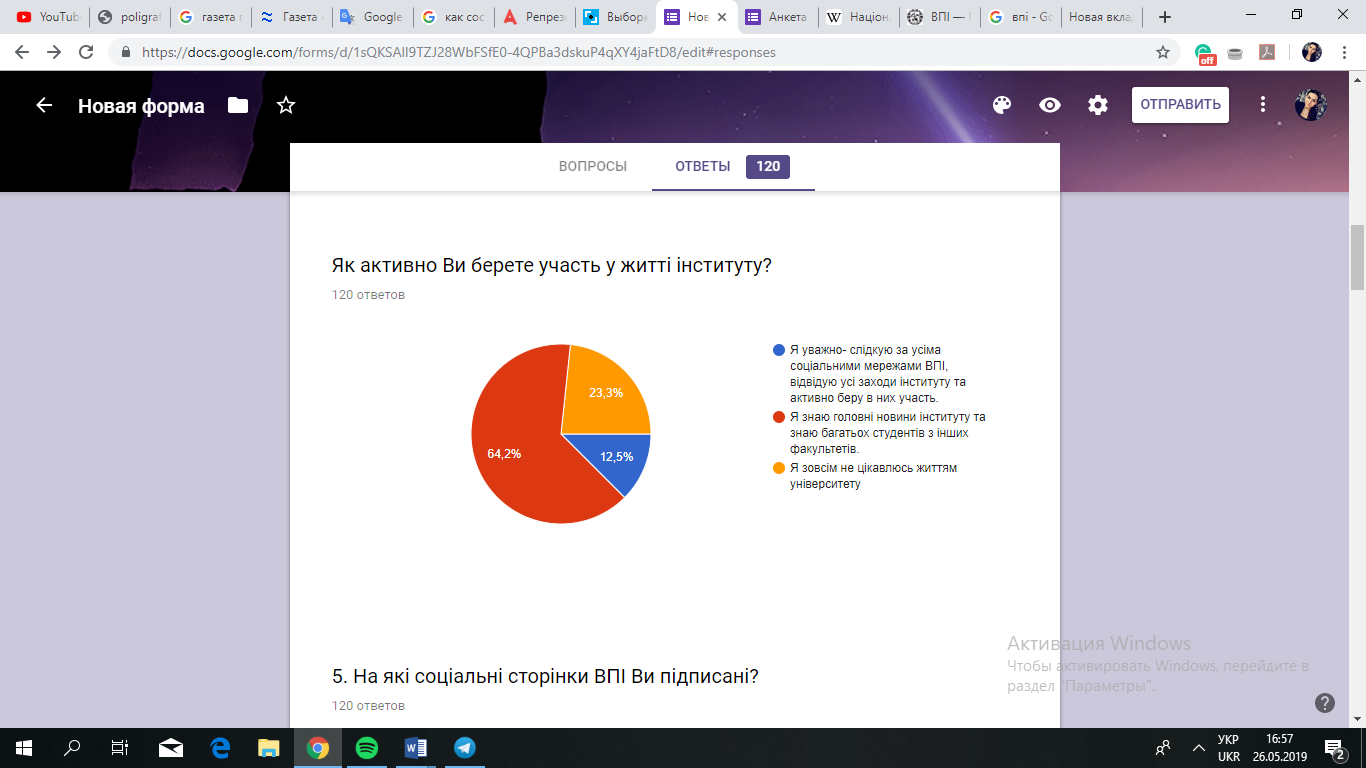 YouTub
poligraf
газета г
Газета
Google
как сос
Репрез
Выбор
Нов
Анкета
Націон
ВПІ — Г
впі - Go
Новая вклад
https://docs.google.com/forms/d/1sQKSAlI9TZJ28WbFSfE0-4QPBa3dskuP4qXY4jaFtD8/edit#responses
off
Новая форма
ОТПРАВИТЬ
ВОПРОСЫ
ОТВЕТЫ
120
Як активно Ви берете участь у житті інституту?
120 ответов
23,3%
64,2%
12,5%
Я уважно- слідкую за усіма
соціальними мережами ВПІ,
відвідую усі заходи інституту та
активно беру в них участь.
Я знаю головні новини інституту та
знаю багатьох студентів з інших
факультетів.
Я зовсім не цікавлюсь життям
університету
5. На які соціальні сторінки ВПІ Ви підписані?
120 ответов
Активация Windows
Чтобы активировать Windows, перейдите в
раздел "Параметры".
УКР
UKR
16:57
26.05.2019
2